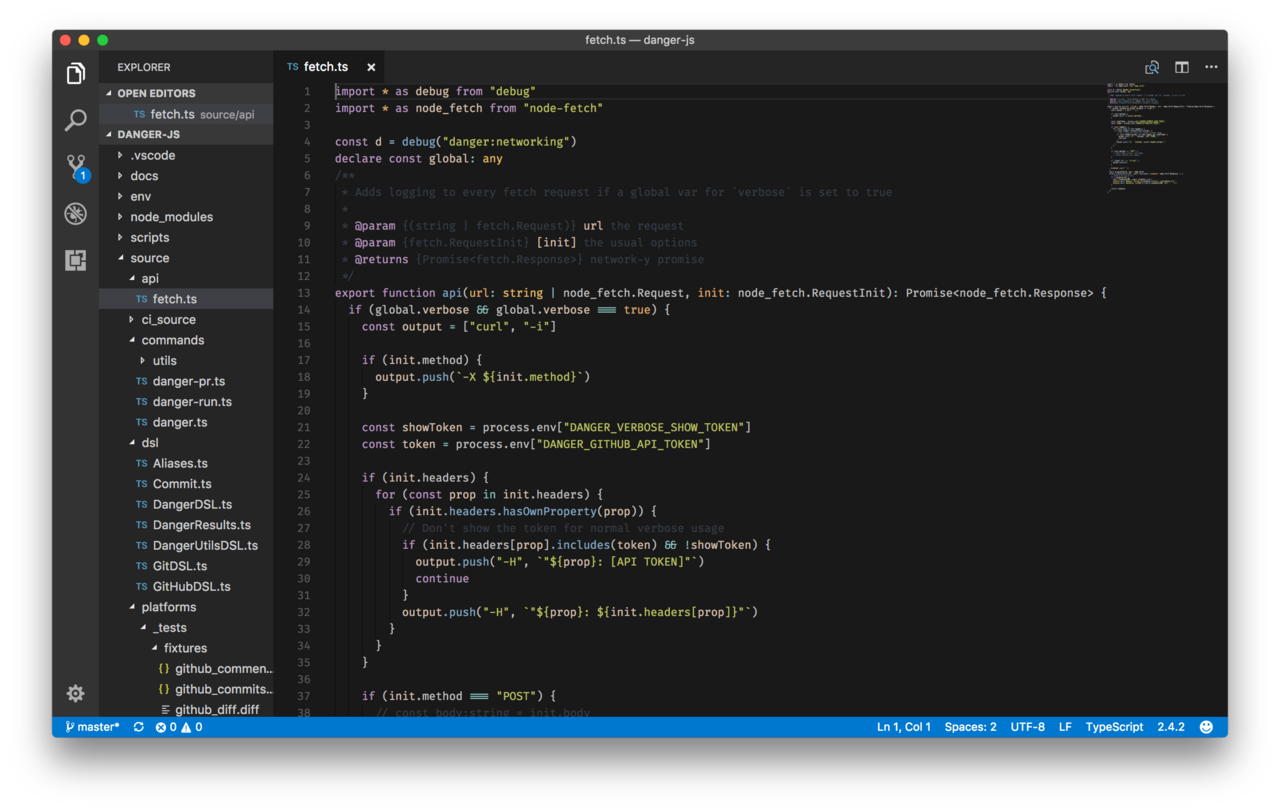 fetch.ts — danger-js
EXPLORER
OPEN EDITORS
TS fetch.ts source/api
DANGER-JS
.vscode
docs
env
node_modules
scripts
source
api
TS fetch.ts
ci_source
commands
utils
TS danger-pr.ts
TS danger-run.ts
TS danger.ts
dsl
TS Aliases.ts
TS Commit.ts
TS DangerDSL.ts
TS DangerResults.ts
TS DangerUtilsDSL.ts
TS GitDSL.ts
TS GitHubDSL.ts
platforms
_tests
fixtures
{} github_commen...
{} github_commits...
github_diff.diff
1
TS fetch.ts ×
1 import * as debug from "debug"
2 import * as node_fetch from "node-fetch"
3
4 const d = debug("danger:networking")
5 declare const global: any
6 /**
7  * Adds logging to every fetch request if a global var for `verbose` is set to true
8  *
9  * @param {(string | fetch.Request)} url the request
10  * @param {fetch.RequestInit} [init] the usual options
11  * @returns {Promise<fetch.Response>} network-y promise
12  */
13 export function api(url: string | node_fetch.Request, init: node_fetch.RequestInit): Promise<node_fetch.Response> {
14   if (global.verbose && global.verbose === true) {
15     const output = ["curl", "-i"]
16
17     if (init.method) {
18       output.push(`-X ${init.method}`)
19     }
20
21     const showToken = process.env["DANGER_VERBOSE_SHOW_TOKEN"]
22     const token = process.env["DANGER_GITHUB_API_TOKEN"]
23
24     if (init.headers) {
25       for (const prop in init.headers) {
26         if (init.headers.hasOwnProperty(prop)) {
27           // Don't show the token for normal verbose usage
28           if (init.headers[prop].includes(token) && !showToken) {
29             output.push("-H", `"${prop}: [API TOKEN]"`)
30             continue
31           }
32           output.push("-H", `"${prop}: ${init.headers[prop]}"`)
33         }
34       }
35     }
36
37     if (init.method === "POST") {
38       // const body:string = init.body
master* 0 0
Ln 1, Col 1 Spaces: 2 UTF-8 LF TypeScript 2.4.2